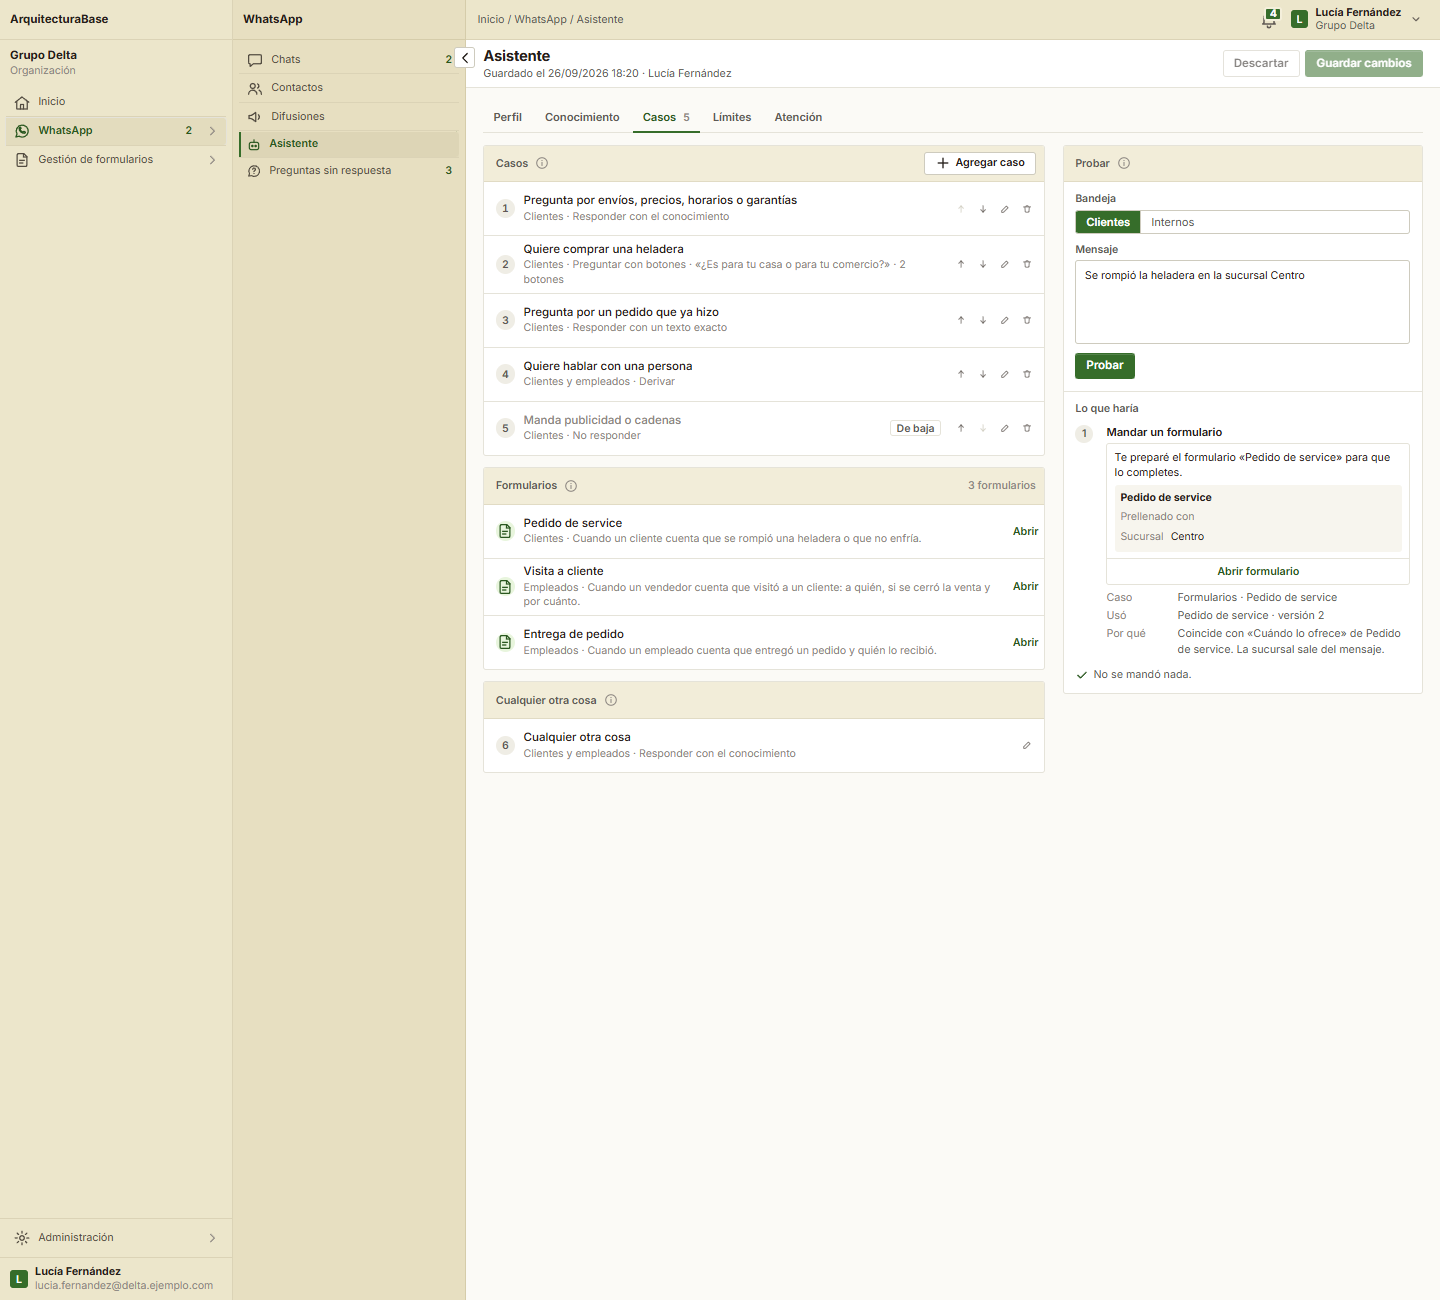 ArquitecturaBase
Grupo Delta
Organización
Inicio
WhatsApp 2
Gestión de formularios
Administración
L
Lucía Fernández
lucia.fernandez@delta.ejemplo.com
WhatsApp
Chats 2
Contactos
Difusiones
Asistente
Preguntas sin respuesta 3
Inicio / WhatsApp / Asistente
4
L
Lucía Fernández
Grupo Delta
Asistente
Guardado el 26/09/2026 18:20 · Lucía Fernández
Descartar
Guardar cambios
Perfil
Conocimiento
Casos 5
Límites
Atención
Casos
Agregar caso
1
Pregunta por envíos, precios, horarios o garantías
Clientes · Responder con el conocimiento
2
Quiere comprar una heladera
Clientes · Preguntar con botones · «¿Es para tu casa o para tu comercio?» · 2
botones
3
Pregunta por un pedido que ya hizo
Clientes · Responder con un texto exacto
4
Quiere hablar con una persona
Clientes y empleados · Derivar
5
Manda publicidad o cadenas
Clientes · No responder
De baja
Formularios
3 formularios
Pedido de service
Clientes · Cuando un cliente cuenta que se rompió una heladera o que no enfría.
Abrir
Visita a cliente
Empleados · Cuando un vendedor cuenta que visitó a un cliente: a quién, si se cerró la venta y
por cuánto.
Abrir
Entrega de pedido
Empleados · Cuando un empleado cuenta que entregó un pedido y quién lo recibió.
Abrir
Cualquier otra cosa
6
Cualquier otra cosa
Clientes y empleados · Responder con el conocimiento
Probar
Bandeja
Clientes
Internos
Mensaje
Se rompió la heladera en la sucursal Centro
Probar
Lo que haría
1
Mandar un formulario
Te preparé el formulario «Pedido de service» para que
lo completes.
Pedido de service
Prellenado con
Sucursal Centro
Abrir formulario
Caso Formularios · Pedido de service
Usó Pedido de service · versión 2
Por qué Coincide con «Cuándo lo ofrece» de Pedido
de service. La sucursal sale del mensaje.
No se mandó nada.